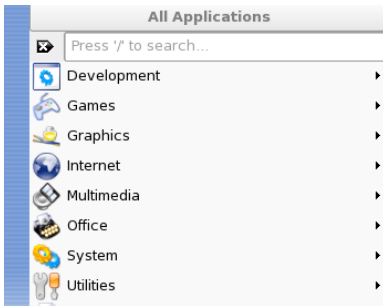 All Applications
Press '/' to search...
Development
Games
Graphics
Internet
Multimedia
Office
System
Utilities